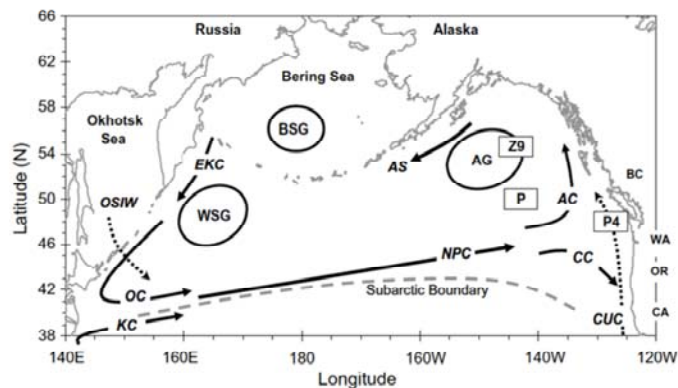 Russia
Alaska
Bering Sea
Okhotsk
Sea
BSG
EKC
AS
AG
Z9
BC
OSIW
WSG
P
AC
P4
WA
NPC
CC
OR
OC
Subarctic Boundary
KC
CUC
CA
66
62
58
54
50
46
42
38
Latitude (N)
140E
160E
180
160W
140W
120W
Longitude